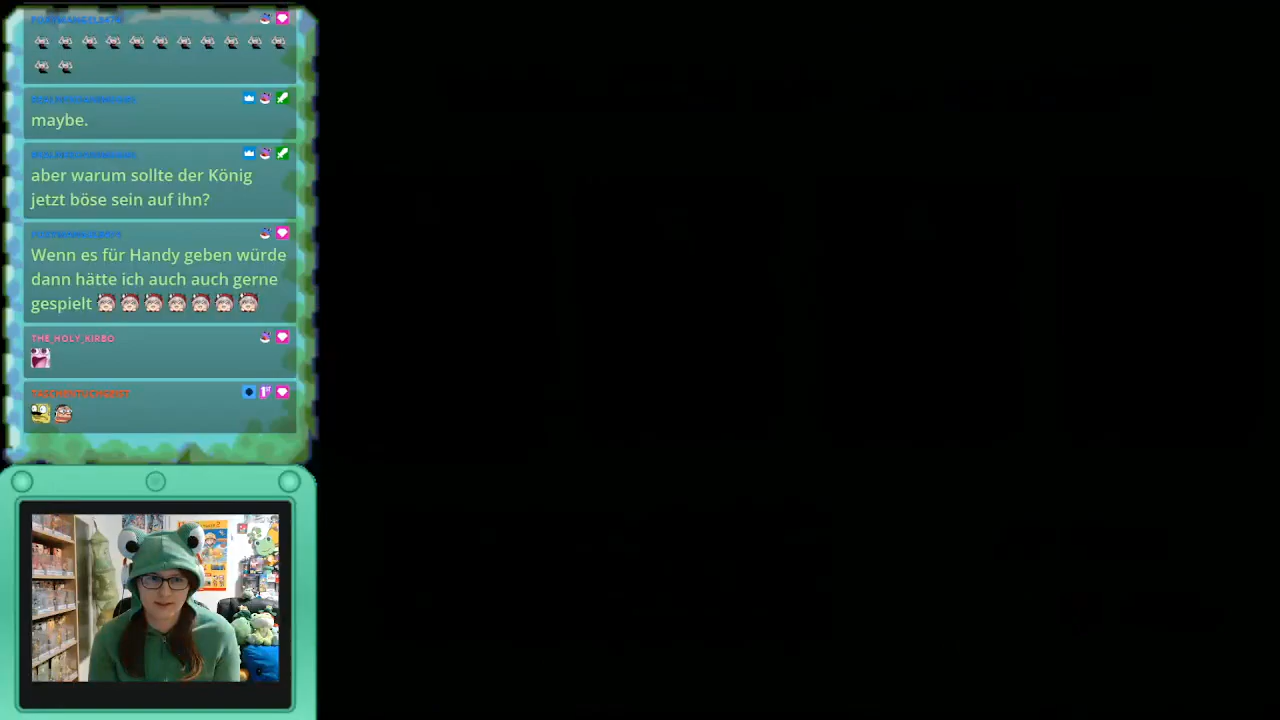 maybe.
aber warum sollte der König
jetzt böse sein auf ihn?
Wenn es für Handy geben würde
dann hätte ich auch auch gerne
gespielt
THE_HOLY_KIRBO